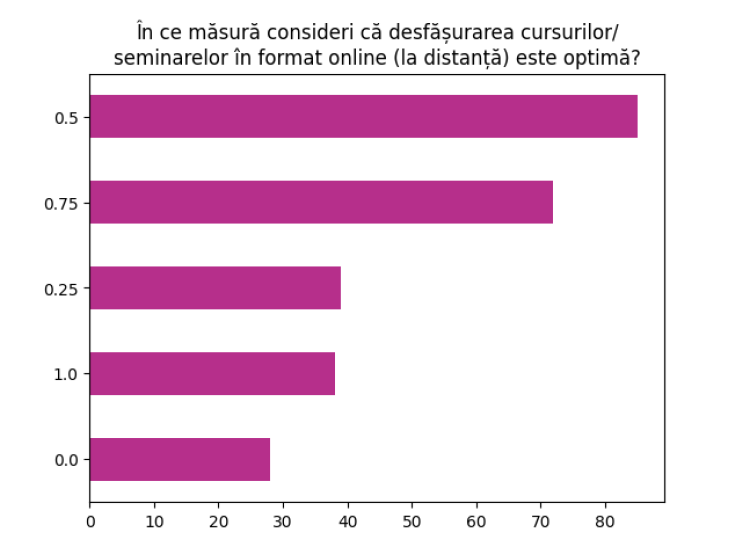 În ce măsură consideri că desfășurarea cursurilor/
seminarelor în format online (la distanță) este optimă?
0.5
0.75
0.25
1.0
0.0
0 10 20 30 40 50 60 70 80